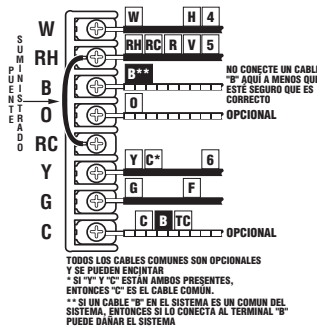 SUMINISTRADO
PUENTE
W W H 4
RH RH RC R V 5
B B**
NO CONECTE UN CABLE
"B" AQUÍ A MENOS QUE
ESTÉ SEGURO QUE ES
CORRECTO
O O OPCIONAL
RC
Y Y C* 6
G G F
C C B TC OPCIONAL
TODOS LOS CABLES COMUNES SON OPCIONALES
Y SE PUEDEN ENCINTAR
* SI "Y" Y "C" ESTÁN AMBOS PRESENTES,
ENTONCES "C" ES EL CABLE COMÚN.
** SI UN CABLE "B" EN EL SISTEMA ES UN COMUN DEL
SISTEMA, ENTONCES SI LO CONECTA AL TERMINAL "B"
PUEDE DAÑAR EL SISTEMA